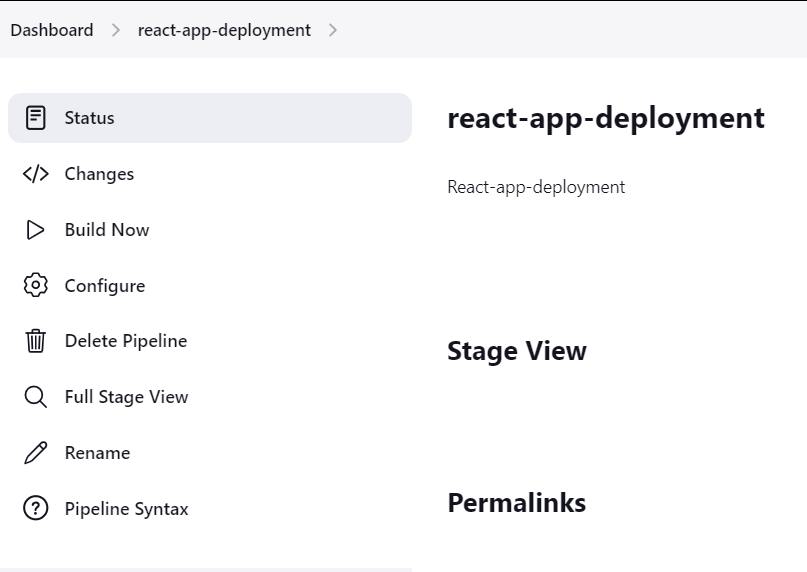 Dashboard > react-app-deployment >
Status
Changes
Build Now
Configure
Delete Pipeline
Full Stage View
Rename
Pipeline Syntax
react-app-deployment
React-app-deployment
Stage View
Permalinks